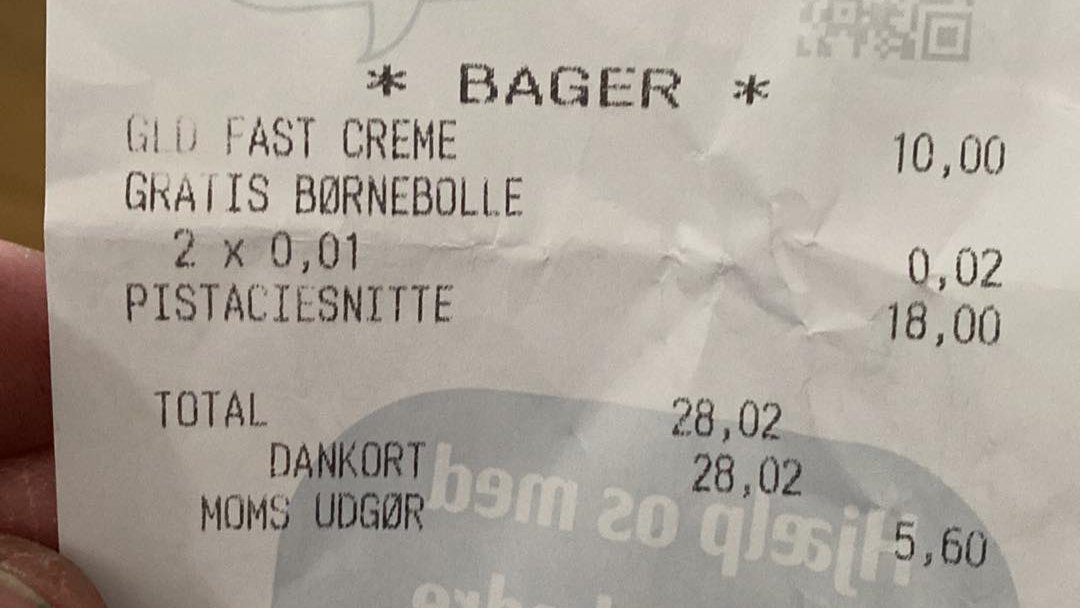 * BAGER *
GLD FAST CREME 10,00
GRATIS BØRNEBOLLE
2 x 0,01 0,02
PISTACIESNITTE 18,00
TOTAL 28,02
DANKORT 28,02
MOMS UDGØR 5,60
Hjælp os med